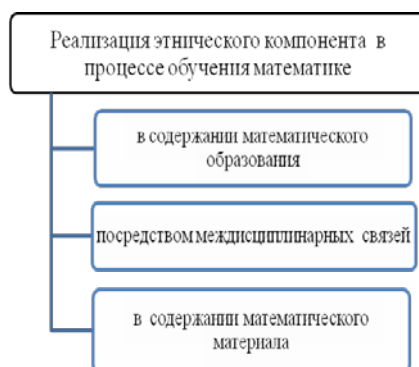 Реализация этнического компонента в
процессе обучения математике
в содержании математического
образования
посредством междисциплинарных связей
в содержании математического
материала